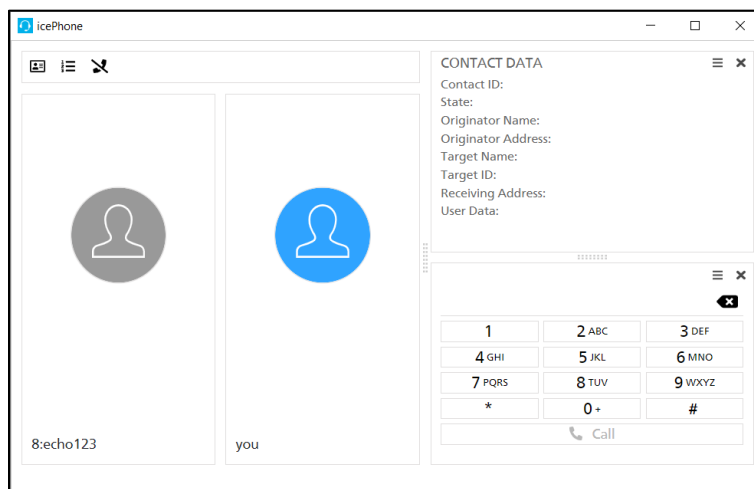 icePhone
8:echo123
you
CONTACT DATA
Contact ID:
State:
Originator Name:
Originator Address:
Target Name:
Target ID:
Receiving Address:
User Data:
1 2 ABC 3 DEF
4 GHI 5 JKL 6 MNO
7 PQRS 8 TUV 9 WXYZ
* 0 + #
Call